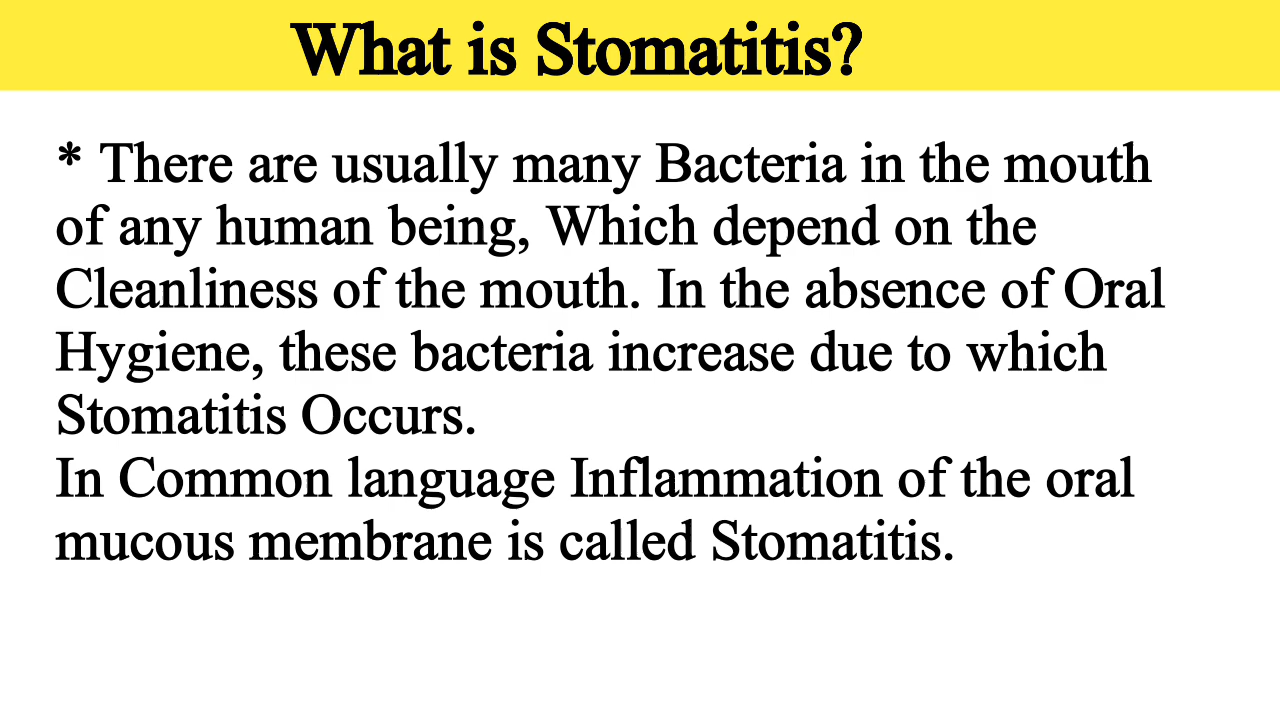 What is Stomatitis?
* There are usually many Bacteria in the mouth
of any human being, Which depend on the
Cleanliness of the mouth. In the absence of Oral
Hygiene, these bacteria increase due to which
Stomatitis Occurs.
In Common language Inflammation of the oral
mucous membrane is called Stomatitis.